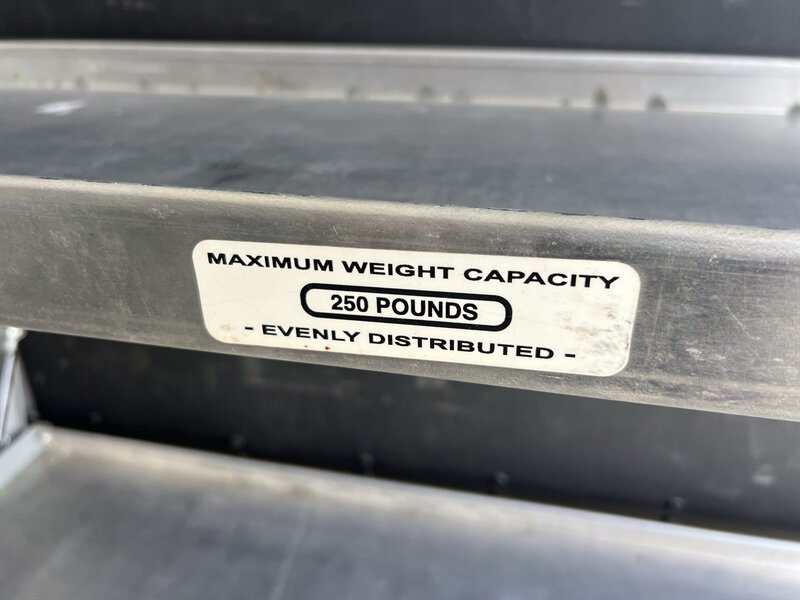 MAXIMUM WEIGHT CAPACITY
250 POUNDS
- EVENLY DISTRIBUTED -